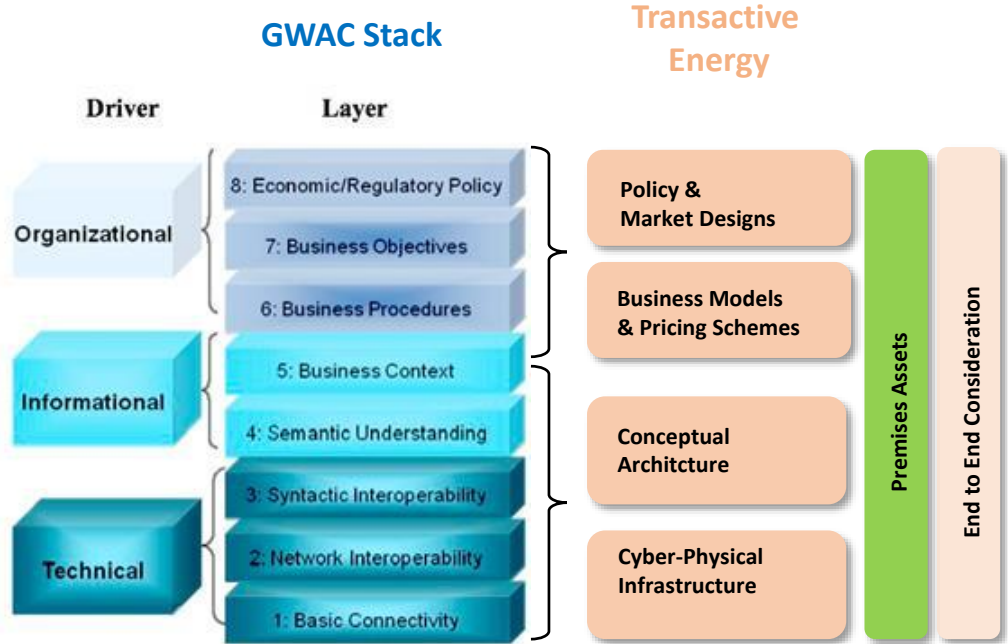 GWAC Stack
Transactive
Energy
Driver
Layer
Organizational
8: Economic/Regulatory Policy
7: Business Objectives
6: Business Procedures
Informational
5: Business Context
4: Semantic Understanding
Technical
3: Syntactic Interoperability
2: Network Interoperability
1: Basic Connectivity
Policy &
Market Designs
Business Models
& Pricing Schemes
Conceptual
Architcture
Cyber-Physical
Infrastructure
Premises Assets
End to End Consideration